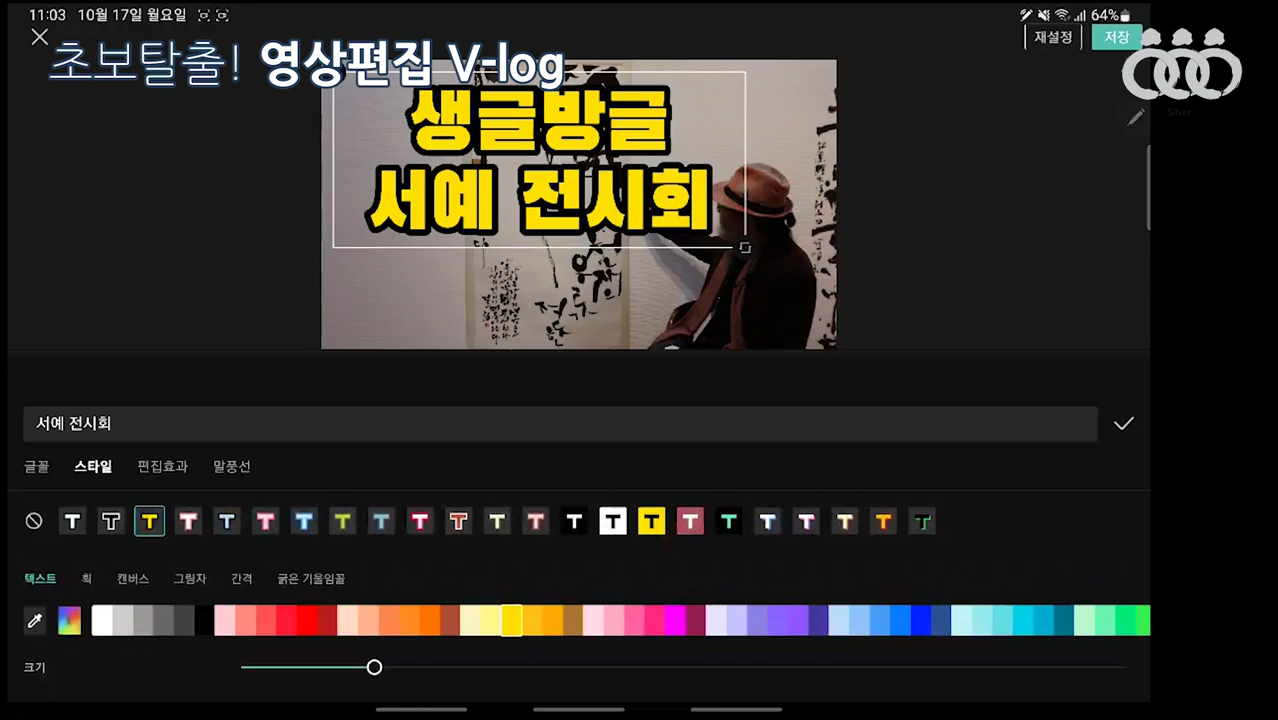 11:03 10월 17일 월요일
64%
초보탈출! 영상편집 V-log
재설정
저장
Silver
생글방글
서예 전시회
서예 전시회
글꼴 스타일 편집효과 말풍선
T T T T T T T T T T T T T T T T T T T T T T T
텍스트 획 캔버스 그림자 간격 굵은 기울임꼴
크기